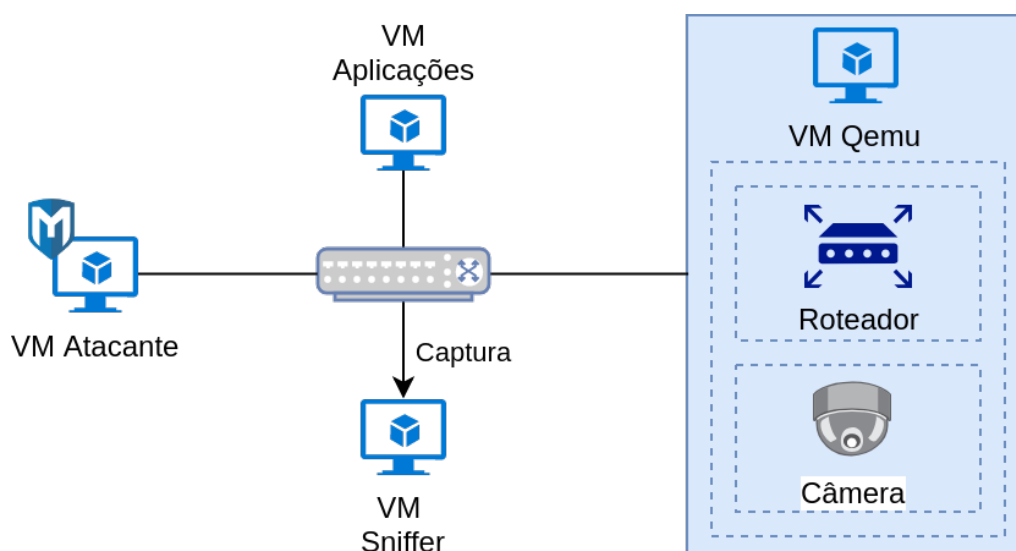 VM
Aplicações
VM Qemu
VM Atacante
Roteador
Captura
Câmera
VM
Sniffer